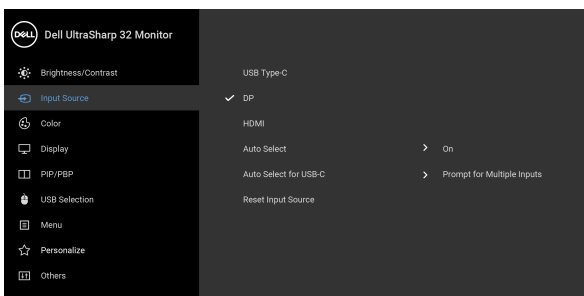 DELL Dell UltraSharp 32 Monitor
Brightness/Contrast USB Type-C
Input Source DP
Color HDMI
Display Auto Select On
PIP/PBP Auto Select for USB-C Prompt for Multiple Inputs
USB Selection Reset Input Source
Menu
Personalize
Others